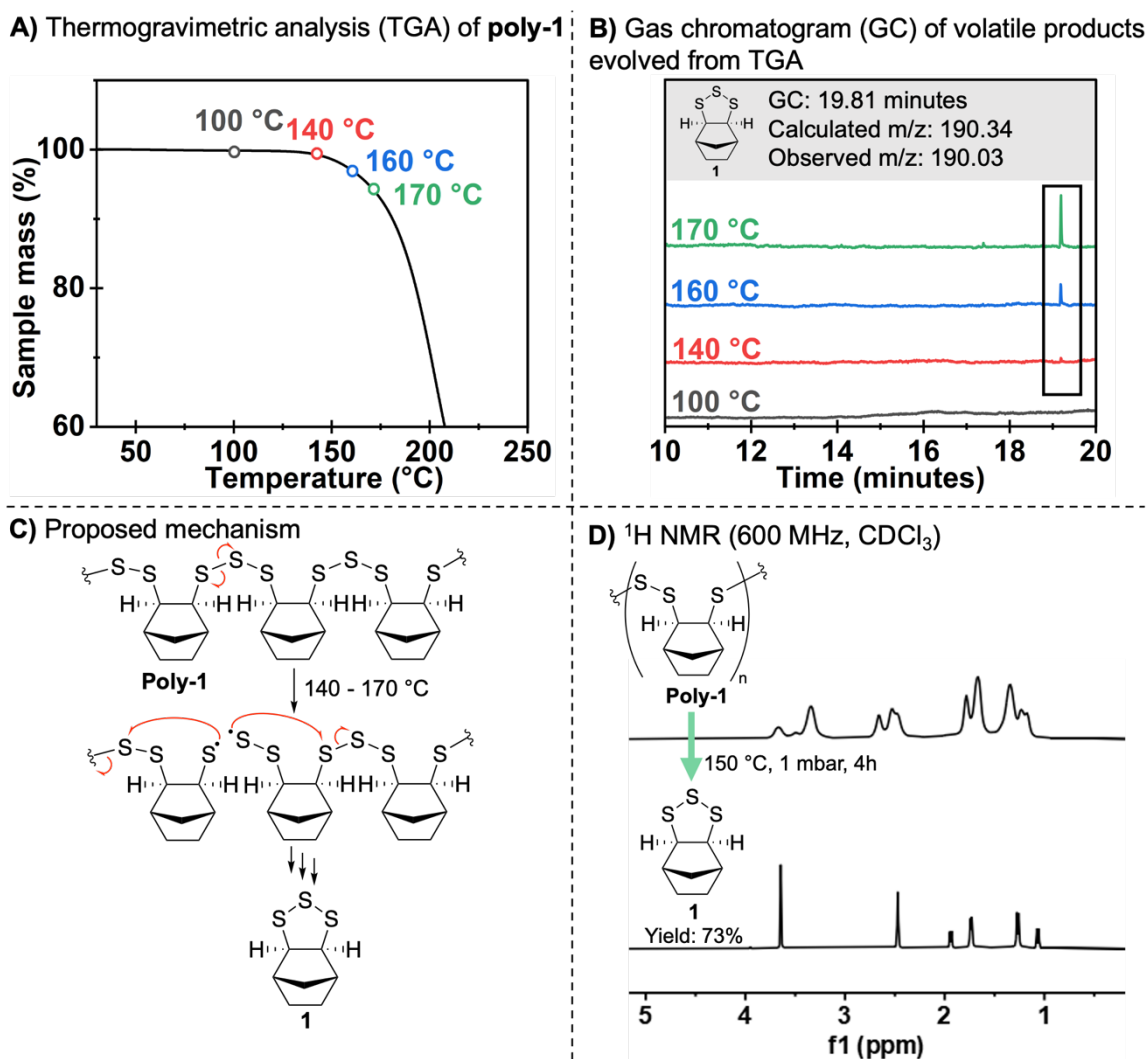 A) Thermogravimetric analysis (TGA) of poly-1
100 °C
140 °C
160 °C
170 °C
100
80
60
Sample mass (%)
50
100
150
200
250
Temperature (°C)
B) Gas chromatogram (GC) of volatile products
evolved from TGA
S
S
S
H
H
1
GC: 19.81 minutes
Calculated m/z: 190.34
Observed m/z: 190.03
170 °C
160 °C
140 °C
100 °C
10
12
14
16
18
20
Time (minutes)
C) Proposed mechanism
S
S
S
S
S
S
S
S
S
H
H
H
H
H
H
Poly-1
140 - 170 °C
S
S
S
S
S
S
S
S
S
H
H
H
H
H
H
S
S
S
H
H
1
D) ¹H NMR (600 MHz, CDCl₃)
S
S
S
H
H
n
Poly-1
150 °C, 1 mbar, 4h
S
S
S
H
H
1
Yield: 73%
5
4
3
2
1
f1 (ppm)